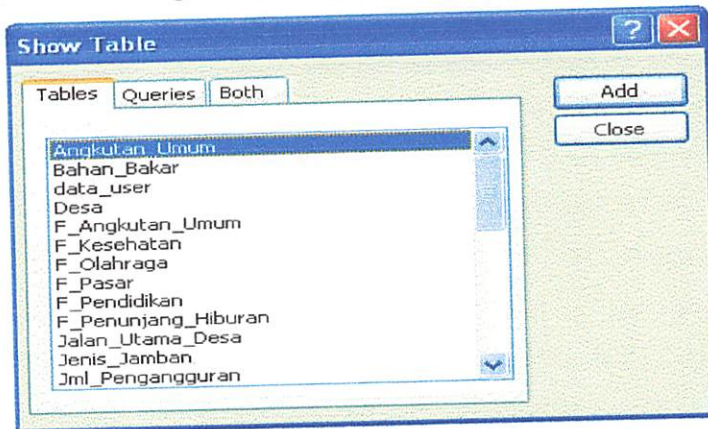 Show Table
Tables Queries Both
Add
Close
Angkutan_Umum
Bahan_Bakar
data_user
Desa
F_Angkutan_Umum
F_Kesehatan
F_Olahraga
F_Pasar
F_Pendidikan
F_Penunjang_Hiburan
Jalan_Utama_Desa
Jenis_Jamban
Jml_Pengangguran